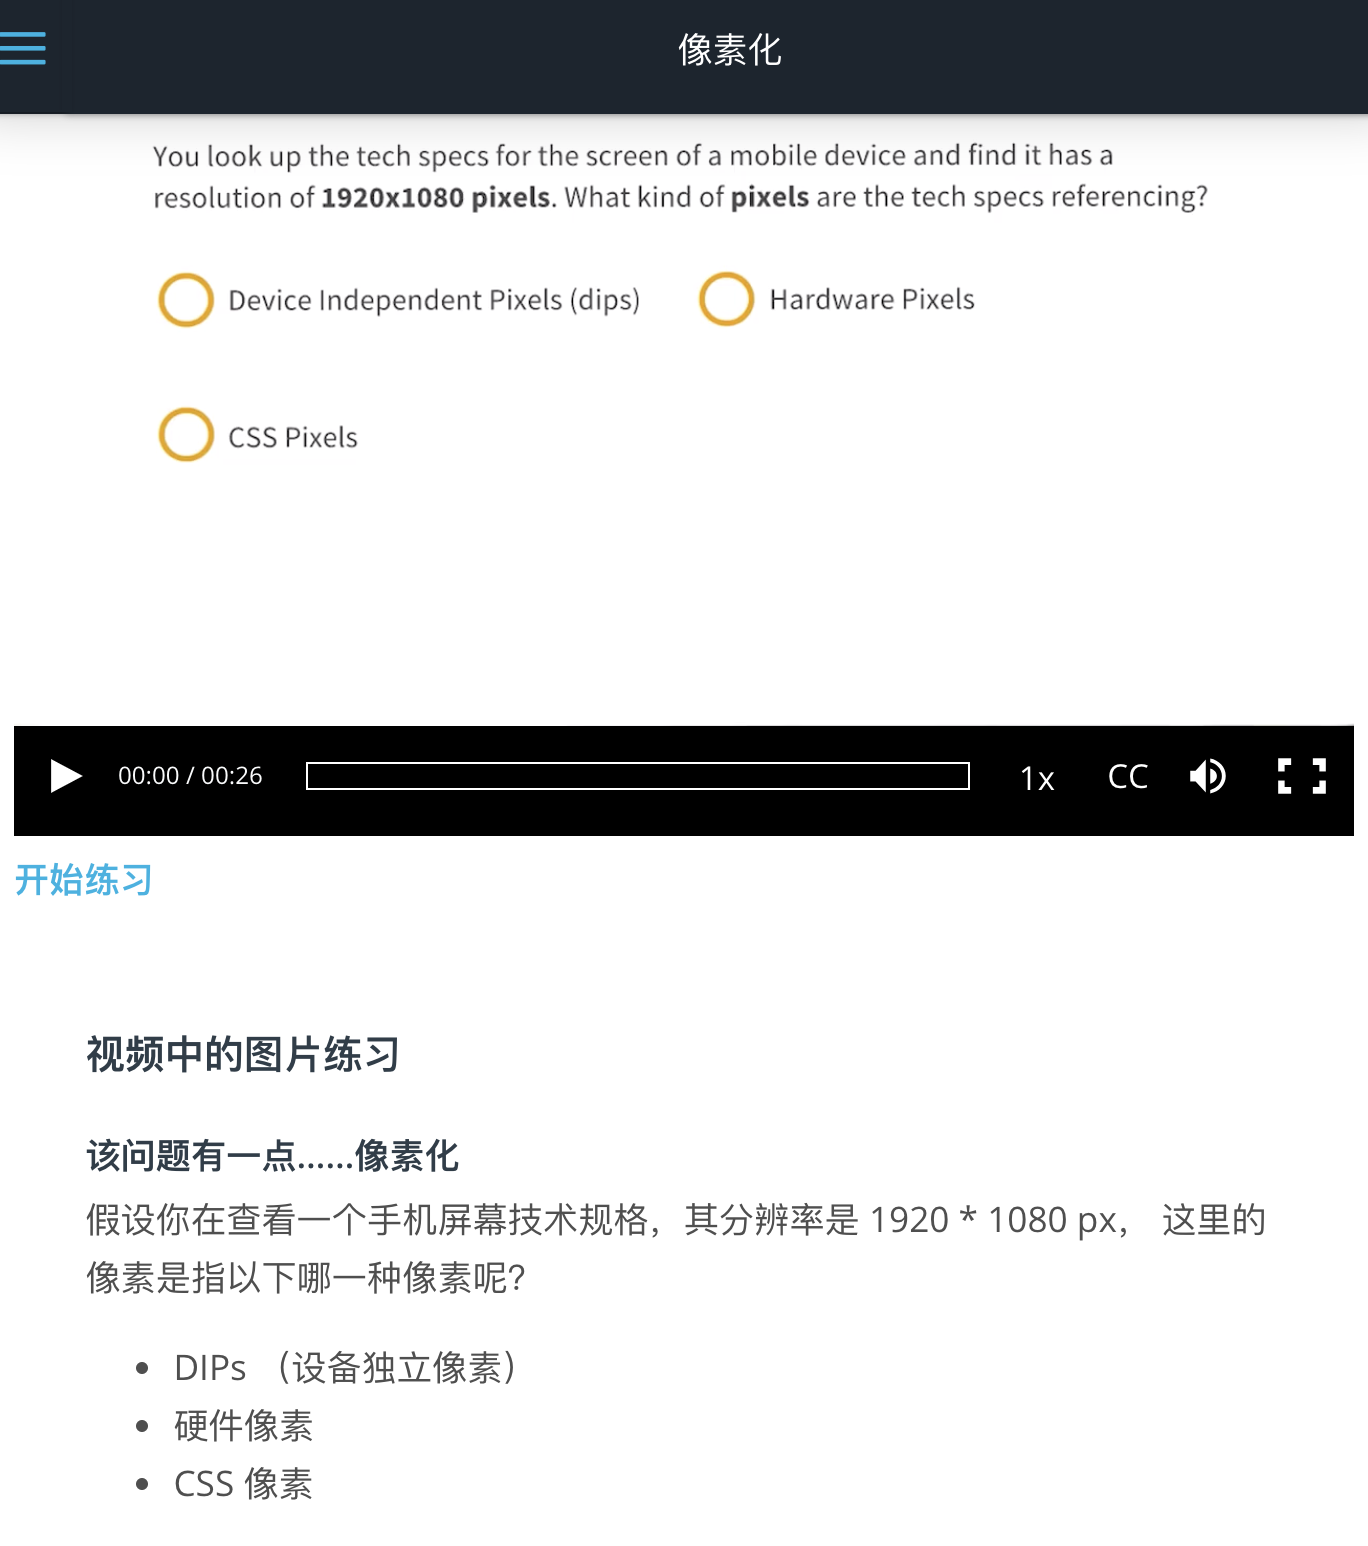 像素化
You look up the tech specs for the screen of a mobile device and find it has a
resolution of 1920x1080 pixels. What kind of pixels are the tech specs referencing?
Device Independent Pixels (dips)
Hardware Pixels
CSS Pixels
00:00 / 00:26
1x
CC
开始练习
视频中的图片练习
该问题有一点......像素化
假设你在查看一个手机屏幕技术规格，其分辨率是 1920 * 1080 px， 这里的
像素是指以下哪一种像素呢？
DIPs （设备独立像素）
硬件像素
CSS 像素